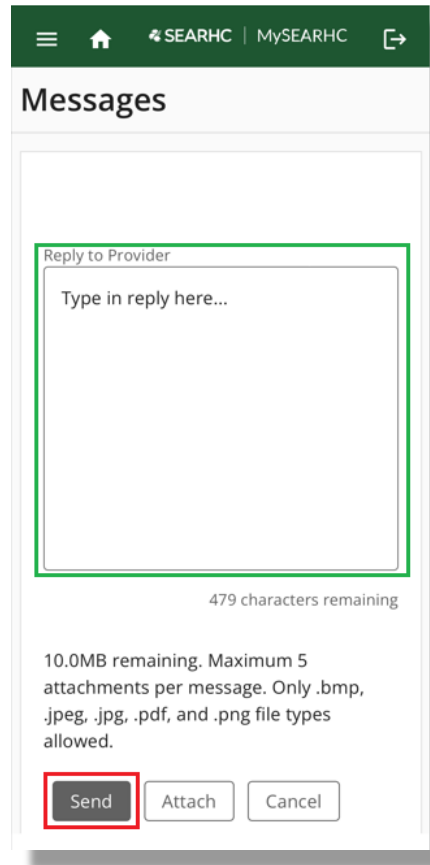 SEARHC | MySEARHC
Messages
Reply to Provider
Type in reply here...
479 characters remaining
10.0MB remaining. Maximum 5
attachments per message. Only .bmp,
.jpeg, .jpg, .pdf, and .png file types
allowed.
Send Attach Cancel